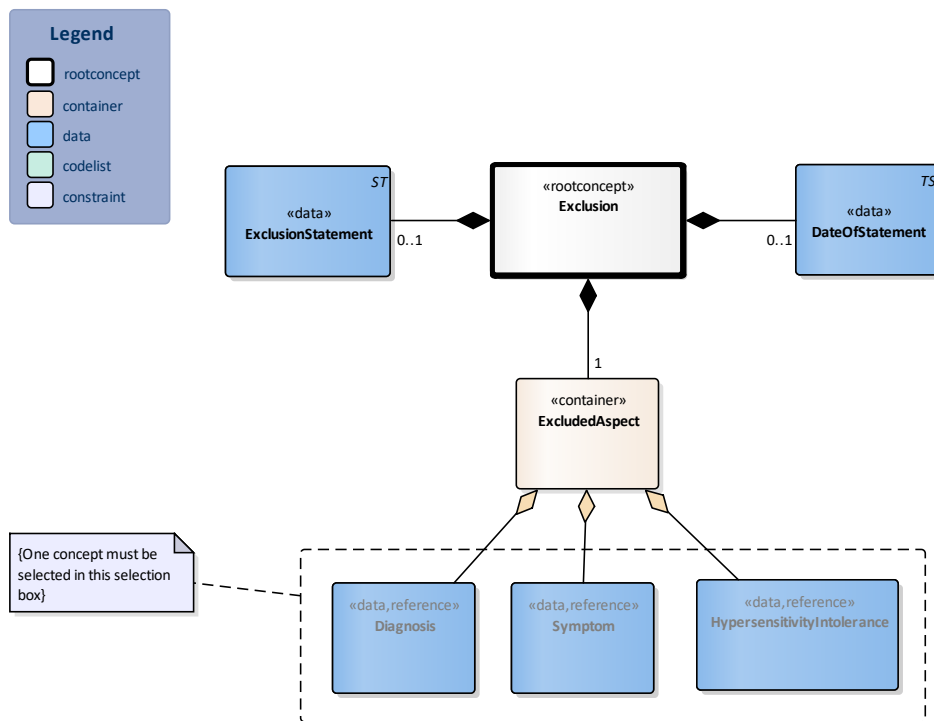 Legend
rootconcept
container
data
codelist
constraint
ST
«data»
ExclusionStatement
0..1
«rootconcept»
Exclusion
TS
«data»
DateOfStatement
0..1
1
«container»
ExcludedAspect
{One concept must be
selected in this selection
box}
«data,reference»
Diagnosis
«data,reference»
Symptom
«data,reference»
HypersensitivityIntolerance